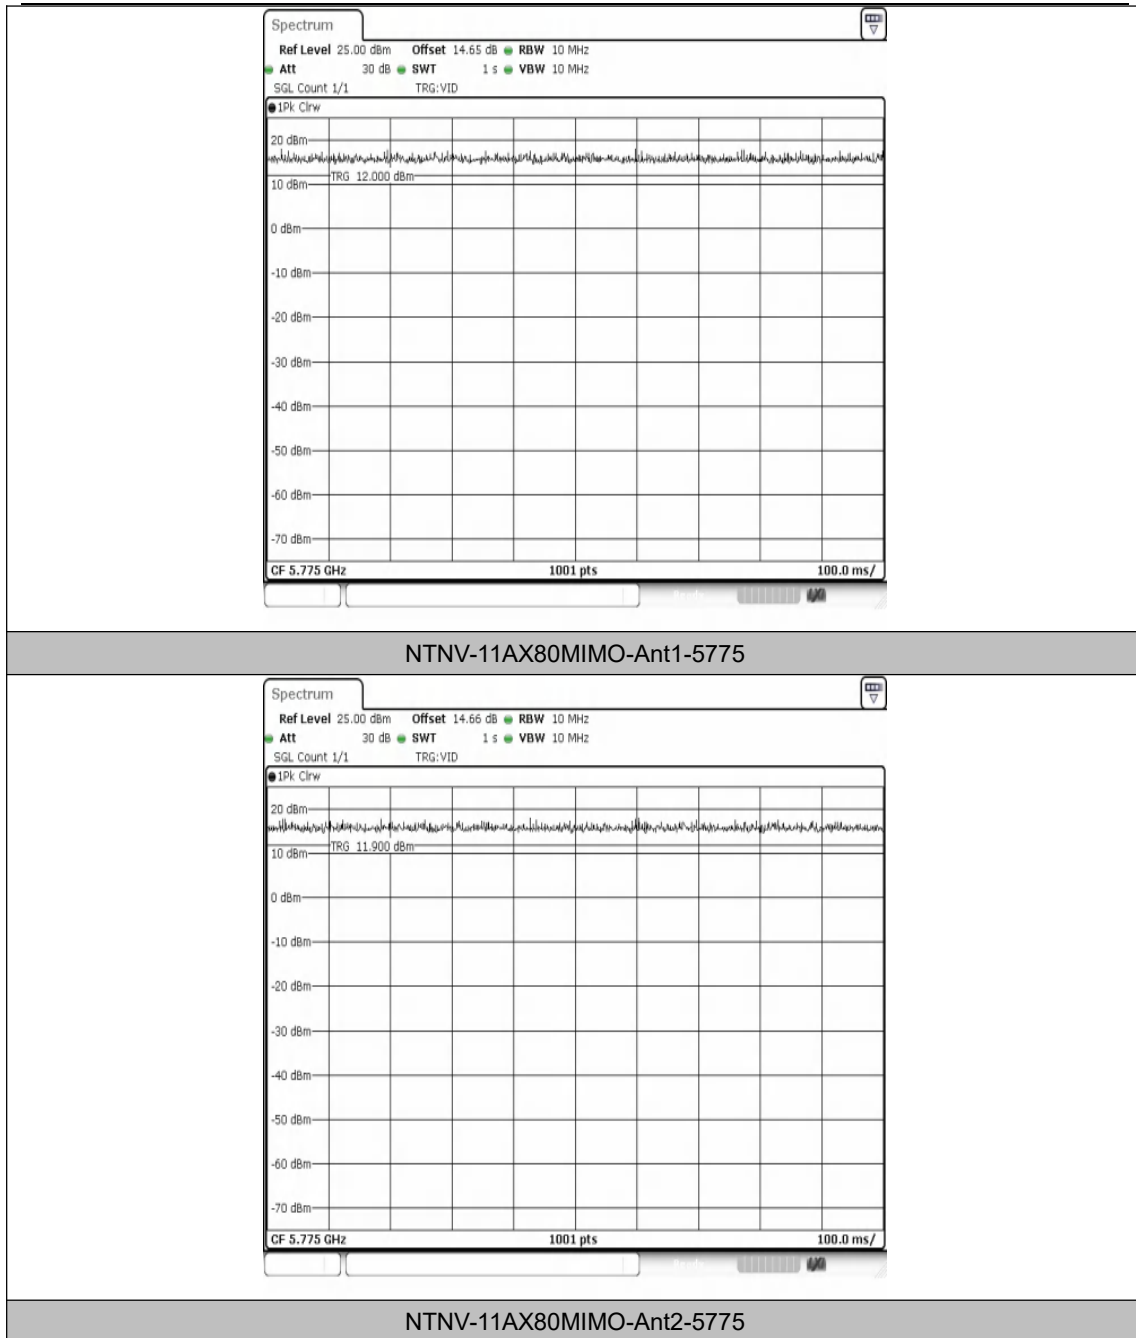 Spectrum
Ref Level 25.00 dBm Offset 14.65 dB RBW 10 MHz
Att 30 dB SWT 1 s VBW 10 MHz
SGL Count 1/1 TRG:VID
1Pk Clrw
20 dBm
TRG 12.000 dBm
10 dBm
0 dBm
-10 dBm
-20 dBm
-30 dBm
-40 dBm
-50 dBm
-60 dBm
-70 dBm
CF 5.775 GHz 1001 pts 100.0 ms/
NTNV-11AX80MIMO-Ant1-5775
Spectrum
Ref Level 25.00 dBm Offset 14.66 dB RBW 10 MHz
Att 30 dB SWT 1 s VBW 10 MHz
SGL Count 1/1 TRG:VID
1Pk Clrw
20 dBm
TRG 11.900 dBm
10 dBm
0 dBm
-10 dBm
-20 dBm
-30 dBm
-40 dBm
-50 dBm
-60 dBm
-70 dBm
CF 5.775 GHz 1001 pts 100.0 ms/
NTNV-11AX80MIMO-Ant2-5775